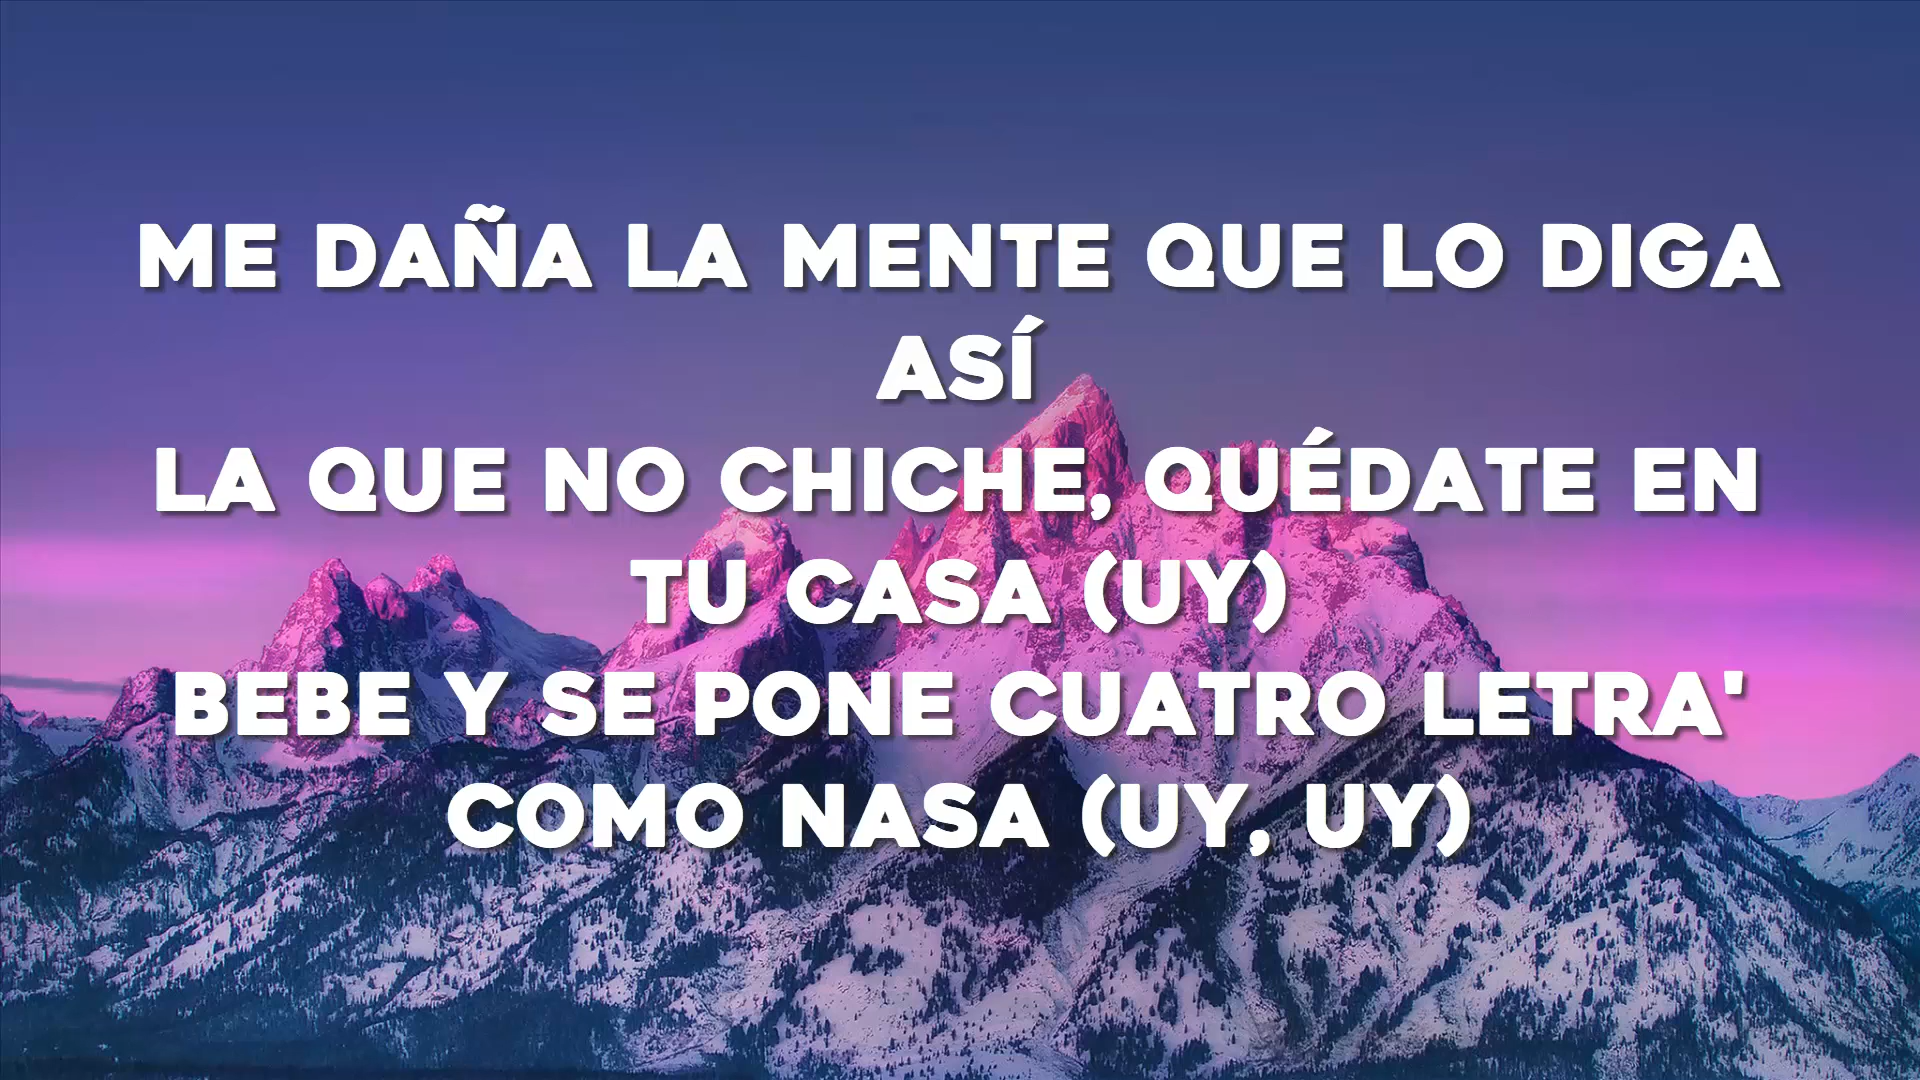 ME DAÑA LA MENTE QUE LO DIGA
ASÍ
LA QUE NO CHICHE, QUÉDATE EN
TU CASA (UY)
BEBE Y SE PONE CUATRO LETRA'
COMO NASA (UY, UY)